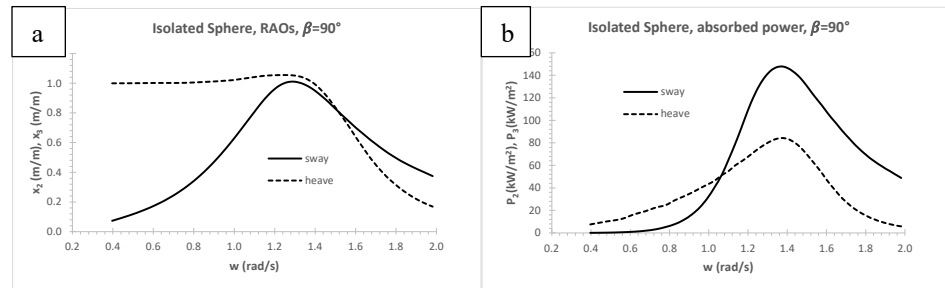 a
Isolated Sphere, RAOs, β=90°
x₂ (m/m), x₃ (m/m)
1.0
0.8
0.6
0.4
0.2
0.0
sway
heave
0.2 0.4 0.6 0.8 1.0 1.2 1.4 1.6 1.8 2.0
w (rad/s)
b
Isolated Sphere, absorbed power, β=90°
P₂(kW/m²), P₃(kW/m²)
60
140
120
100
80
60
40
20
0
sway
heave
0.2 0.4 0.6 0.8 1.0 1.2 1.4 1.6 1.8 2.0
w (rad/s)